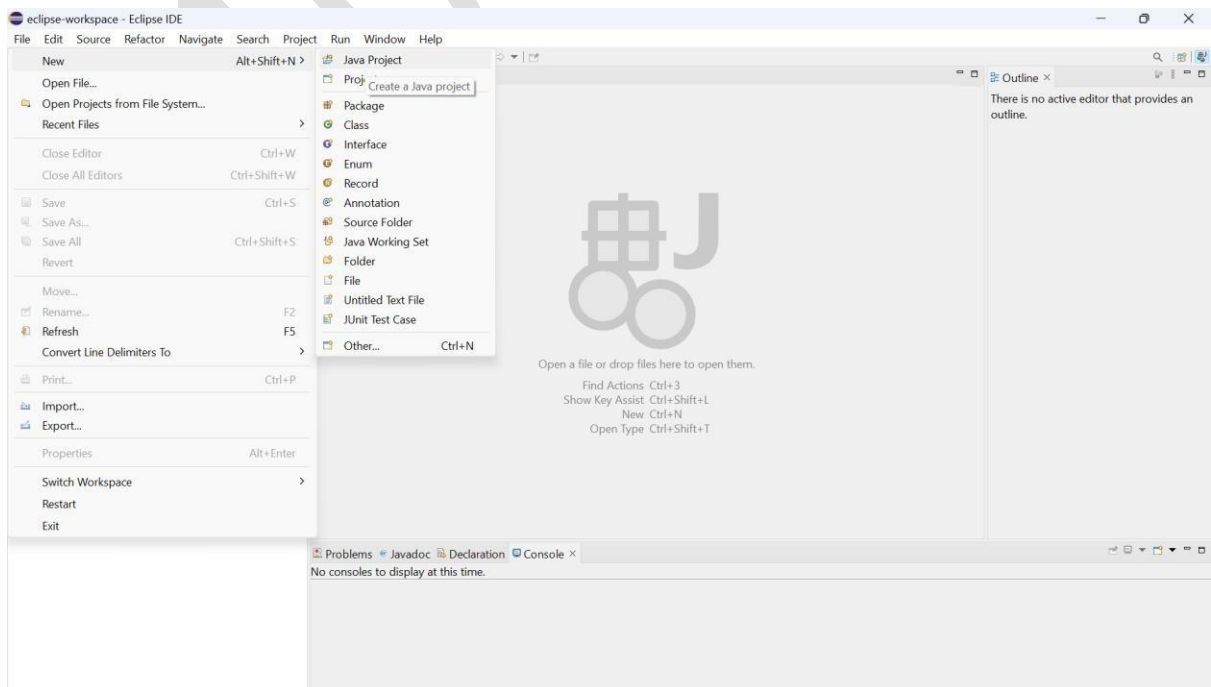 eclipse-workspace - Eclipse IDE
File Edit Source Refactor Navigate Search Project Run Window Help
New Alt+Shift+N >
Open File...
Open Projects from File System...
Recent Files >
Close Editor Ctrl+W
Close All Editors Ctrl+Shift+W
Save Ctrl+S
Save As...
Save All Ctrl+Shift+S
Revert
Move...
Rename... F2
Refresh F5
Convert Line Delimiters To >
Print... Ctrl+P
Import...
Export...
Properties Alt+Enter
Switch Workspace >
Restart
Exit
Java Project
Create a Java project
Package
Class
Interface
Enum
Record
Annotation
Source Folder
Java Working Set
Folder
File
Untitled Text File
JUnit Test Case
Other... Ctrl+N
Open a file or drop files here to open them.
Find Actions Ctrl+3
Show Key Assist Ctrl+Shift+L
New Ctrl+N
Open Type Ctrl+Shift+T
Outline
There is no active editor that provides an
outline.
Problems Javadoc Declaration Console
No consoles to display at this time.